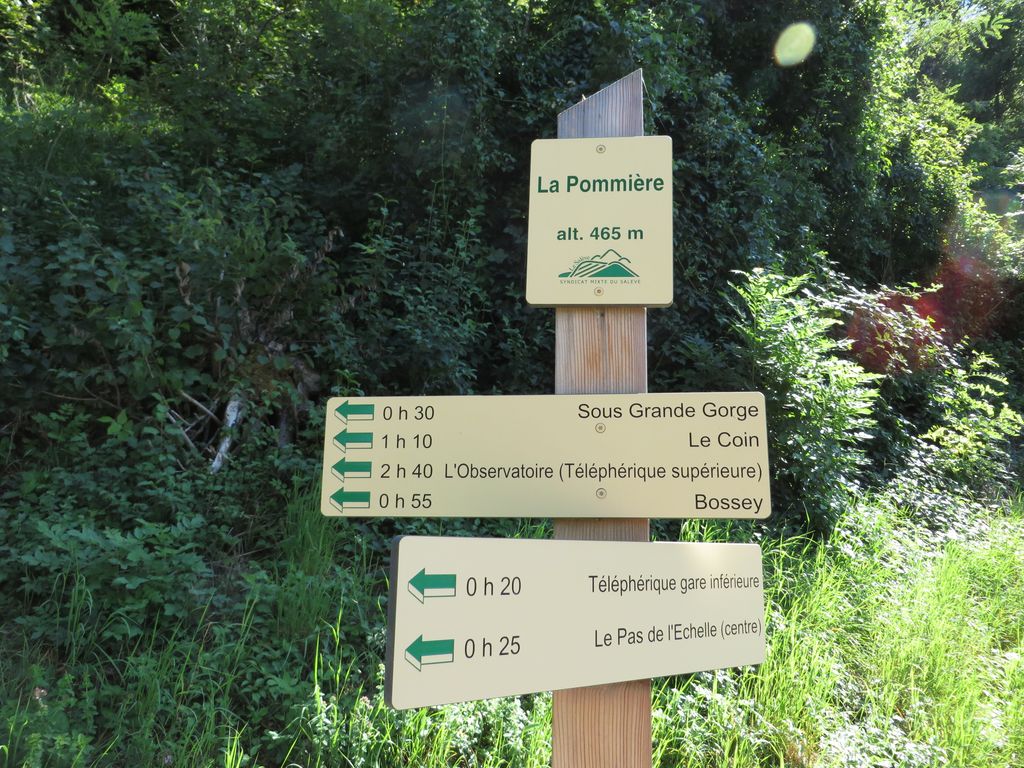 La Pommière
alt. 465 m
Salève
SYNDICAT MIXTE DU SALÈVE
0 h 30 Sous Grande Gorge
1 h 10 Le Coin
2 h 40 L'Observatoire (Téléphérique supérieure)
0 h 55 Bossey
0 h 20 Téléphérique gare inférieure
0 h 25 Le Pas de l'Echelle (centre)